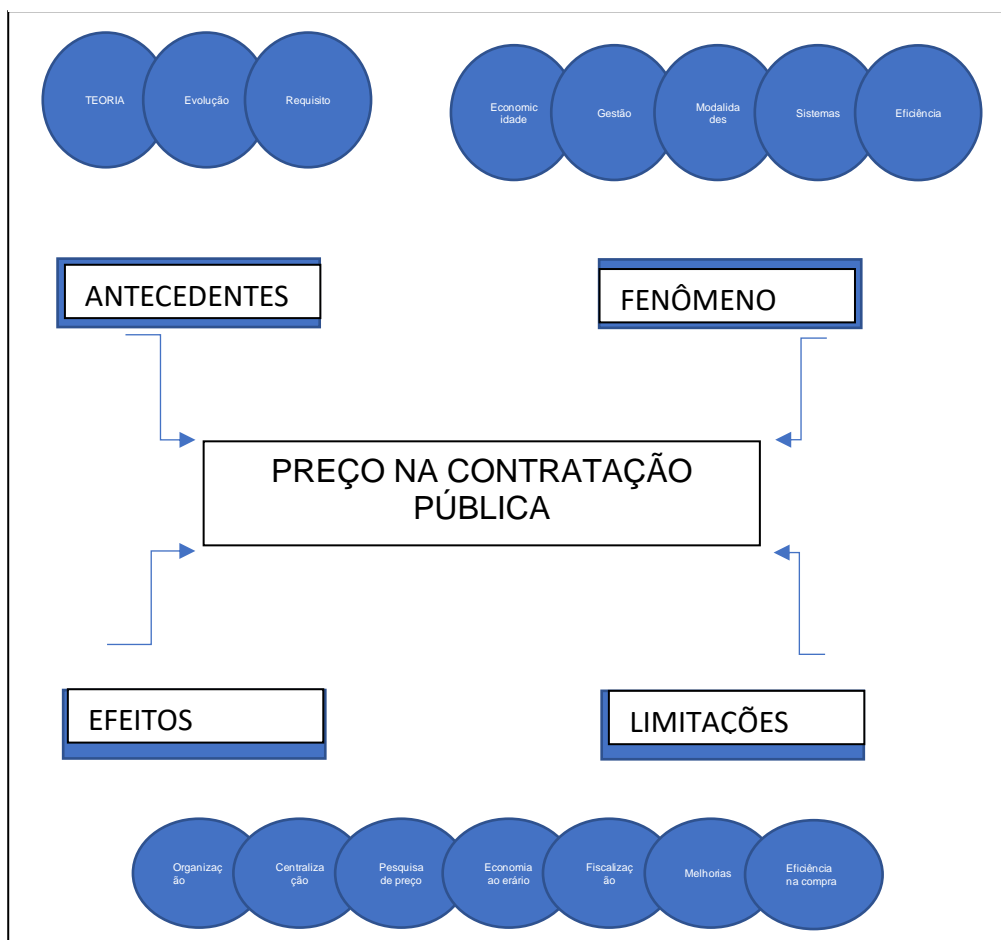 TEORIA
Evolução
Requisito
Economic
idade
Gestão
Modalida
des
Sistemas
Eficiência
ANTECEDENTES
FENÔMENO
PREÇO NA CONTRATAÇÃO
PÚBLICA
EFEITOS
LIMITAÇÕES
Organizaç
ão
Centraliza
ção
Pesquisa
de preço
Economia
ao erário
Fiscalizaç
ão
Melhorias
Eficiência
na compra